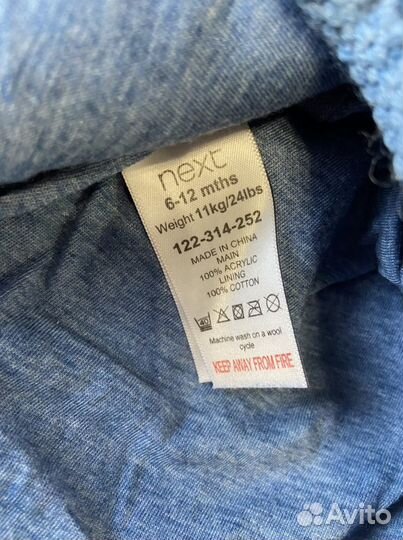 next
6-12 mths
Weight 11kg/24lbs
122-314-252
MADE IN CHINA
MAIN
100% ACRYLIC
LINING
100% COTTON
40
Machine wash on a wool
cycle
KEEP AWAY FROM FIRE
Avito